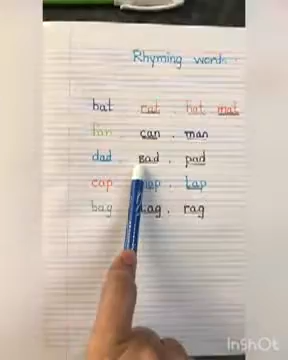 Rhyming words.
bat cat . hat mat
fan can . man
dad . Bad . pad
cap tap
bag rag
InShOt